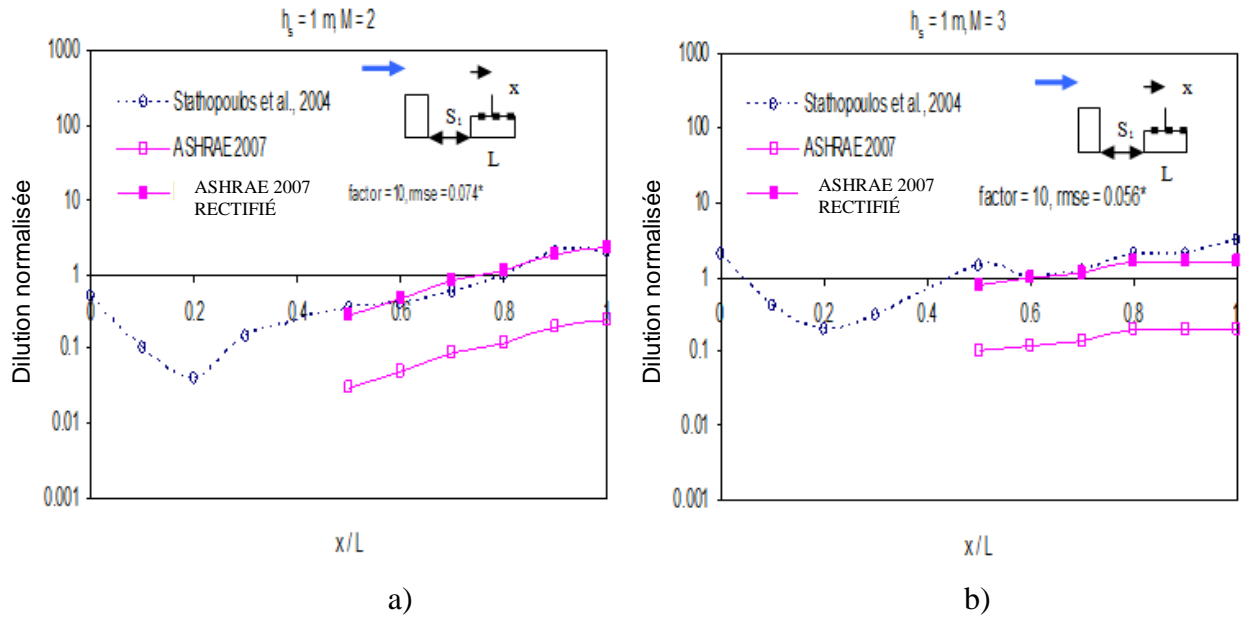 h_s = 1 m, M = 2
1000
100
10
1
0.1
0.01
0.001
0
0.2
0.4
0.6
0.8
1
Dilution normalisée
x / L
Stathopoulos et al., 2004
ASHRAE 2007
ASHRAE 2007
RECTIFIÉ
factor = 10, rmse = 0.074*
x
S₁
L
a)
h_s = 1 m, M = 3
1000
100
10
1
0.1
0.01
0.001
0
0.2
0.4
0.6
0.8
1
Dilution normalisée
x / L
Stathopoulos et al., 2004
ASHRAE 2007
ASHRAE 2007
RECTIFIÉ
factor = 10, rmse = 0.056*
x
S₁
L
b)